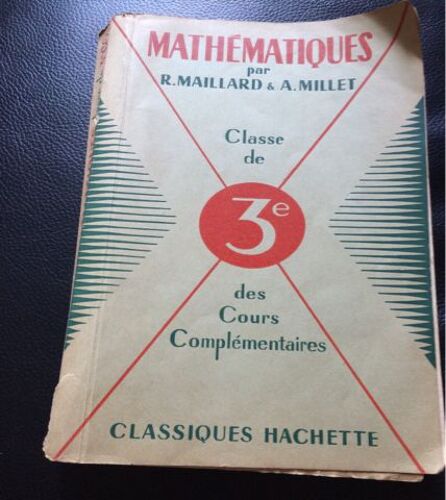 MATHÉMATIQUES
par
R.MAILLARD & A.MILLET
Classe
de
3e
des
Cours
Complémentaires
CLASSIQUES HACHETTE